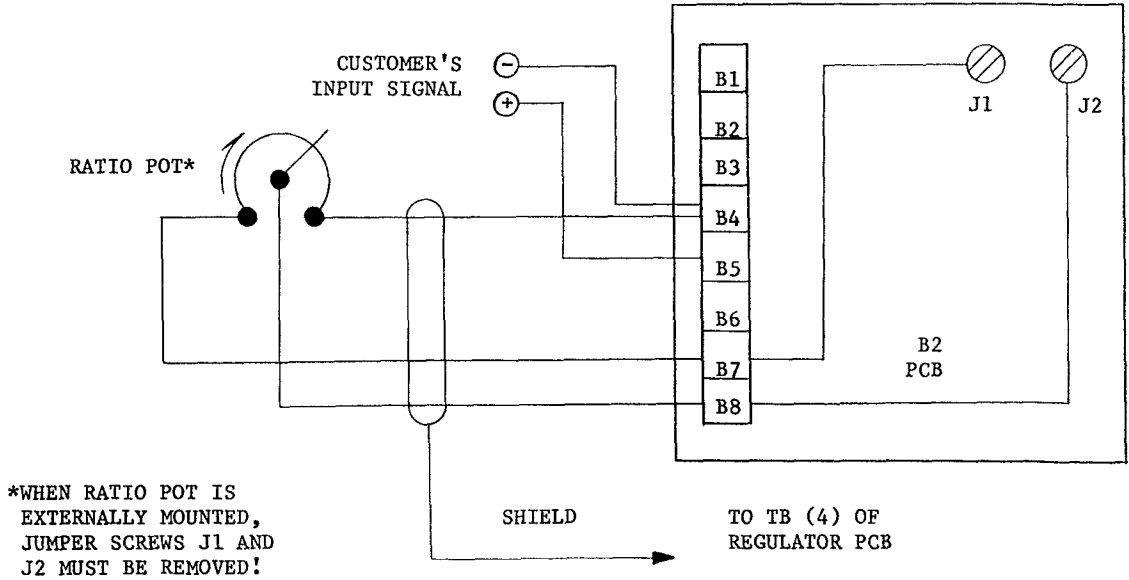 CUSTOMER'S
INPUT SIGNAL
−
+
RATIO POT*
B1
B2
B3
B4
B5
B6
B7
B8
J1
J2
B2
PCB
*WHEN RATIO POT IS
EXTERNALLY MOUNTED,
JUMPER SCREWS J1 AND
J2 MUST BE REMOVED!
SHIELD
TO TB (4) OF
REGULATOR PCB